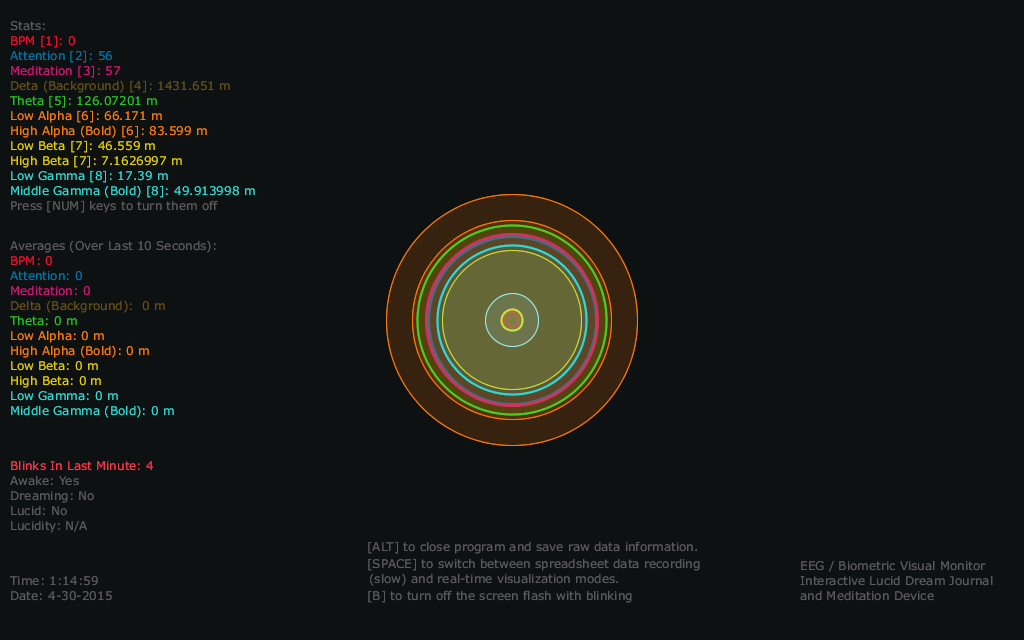 Stats:
BPM [1]: 0
Attention [2]: 56
Meditation [3]: 57
Deta (Background) [4]: 1431.651 m
Theta [5]: 126.07201 m
Low Alpha [6]: 66.171 m
High Alpha (Bold) [6]: 83.599 m
Low Beta [7]: 46.559 m
High Beta [7]: 7.1626997 m
Low Gamma [8]: 17.39 m
Middle Gamma (Bold) [8]: 49.913998 m
Press [NUM] keys to turn them off
Averages (Over Last 10 Seconds):
BPM: 0
Attention: 0
Meditation: 0
Delta (Background):  0 m
Theta: 0 m
Low Alpha: 0 m
High Alpha (Bold): 0 m
Low Beta: 0 m
High Beta: 0 m
Low Gamma: 0 m
Middle Gamma (Bold): 0 m
Blinks In Last Minute: 4
Awake: Yes
Dreaming: No
Lucid: No
Lucidity: N/A
Time: 1:14:59
Date: 4-30-2015
[ALT] to close program and save raw data information.
[SPACE] to switch between spreadsheet data recording
(slow) and real-time visualization modes.
[B] to turn off the screen flash with blinking
EEG / Biometric Visual Monitor
Interactive Lucid Dream Journal
and Meditation Device